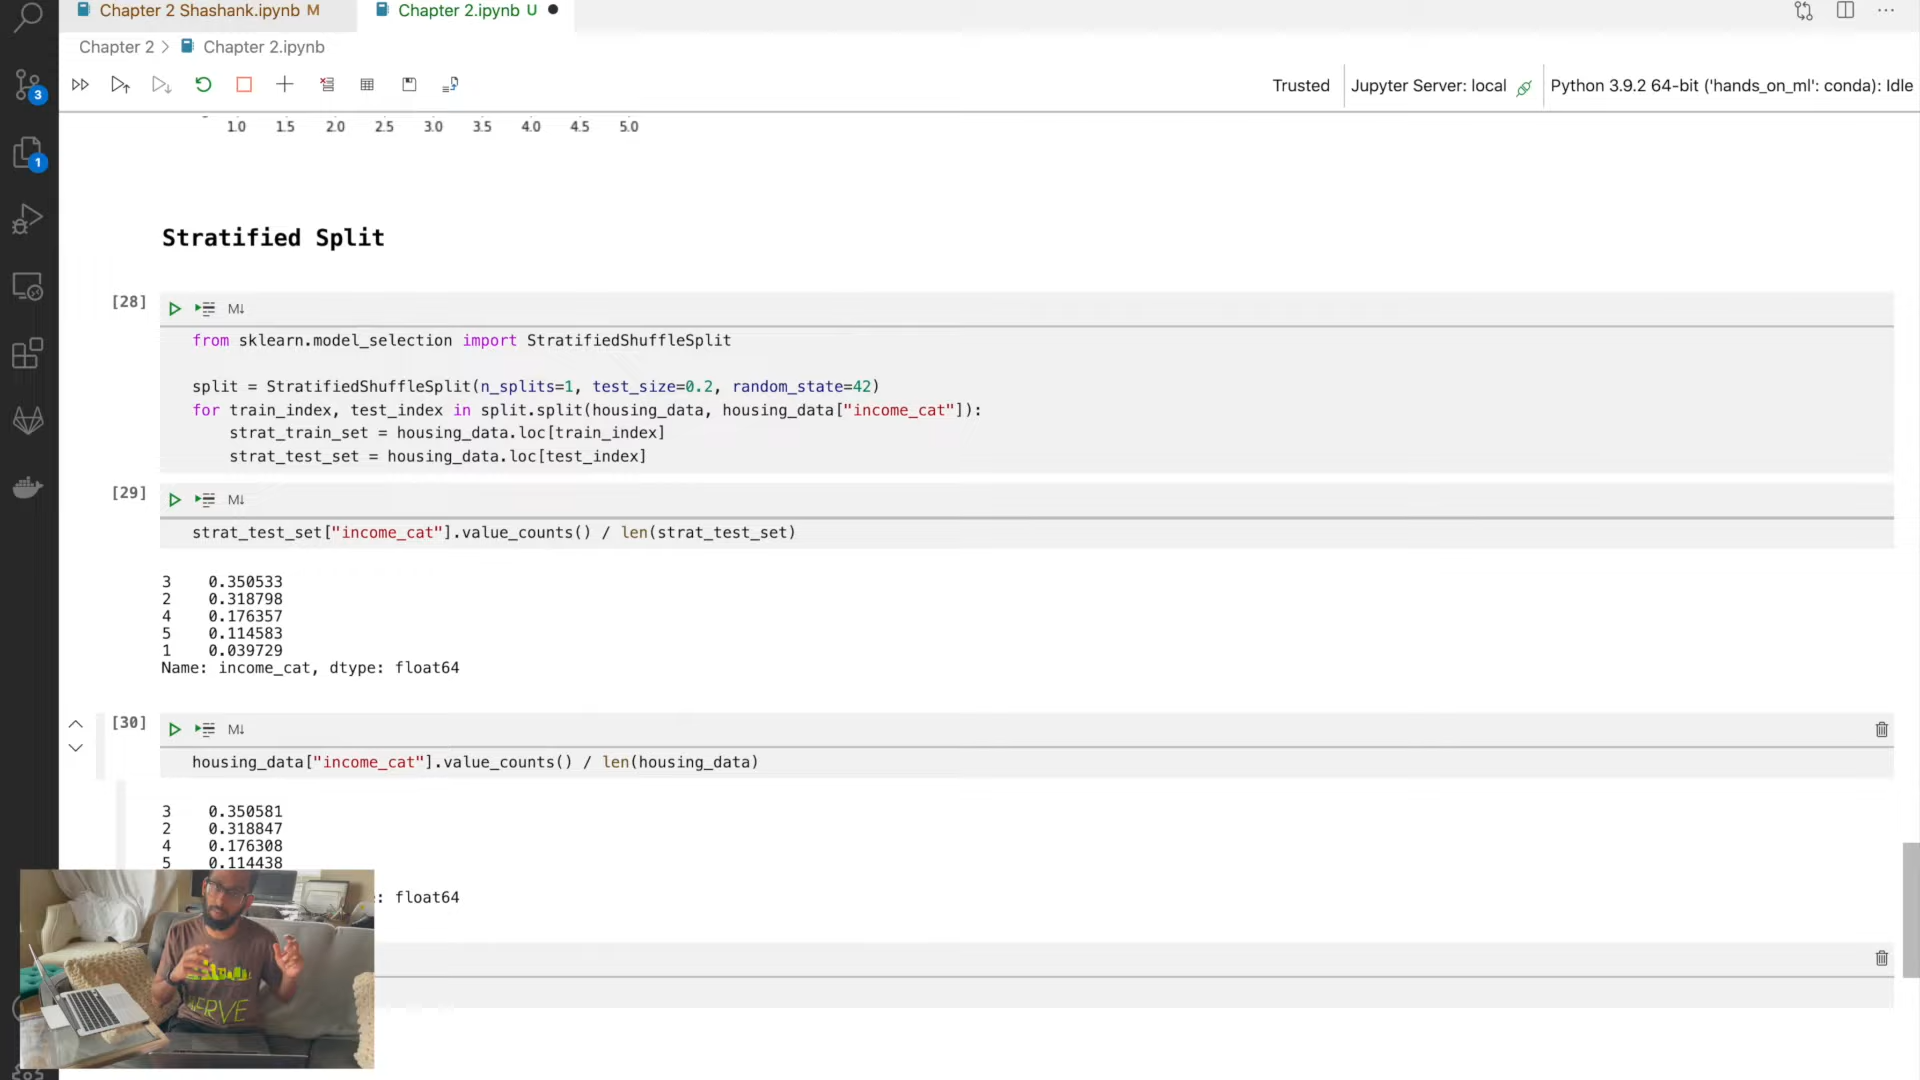 Chapter 2 Shashank.ipynb M
Chapter 2.ipynb U
Chapter 2 > Chapter 2.ipynb
Trusted
Jupyter Server: local
Python 3.9.2 64-bit ('hands_on_ml': conda): Idle
3
1
1.0 1.5 2.0 2.5 3.0 3.5 4.0 4.5 5.0
Stratified Split
[28]
M↓
from sklearn.model_selection import StratifiedShuffleSplit
split = StratifiedShuffleSplit(n_splits=1, test_size=0.2, random_state=42)
for train_index, test_index in split.split(housing_data, housing_data["income_cat"]):
    strat_train_set = housing_data.loc[train_index]
    strat_test_set = housing_data.loc[test_index]
[29]
M↓
strat_test_set["income_cat"].value_counts() / len(strat_test_set)
3    0.350533
2    0.318798
4    0.176357
5    0.114583
1    0.039729
Name: income_cat, dtype: float64
[30]
M↓
housing_data["income_cat"].value_counts() / len(housing_data)
3    0.350581
2    0.318847
4    0.176308
5    0.114438
: float64